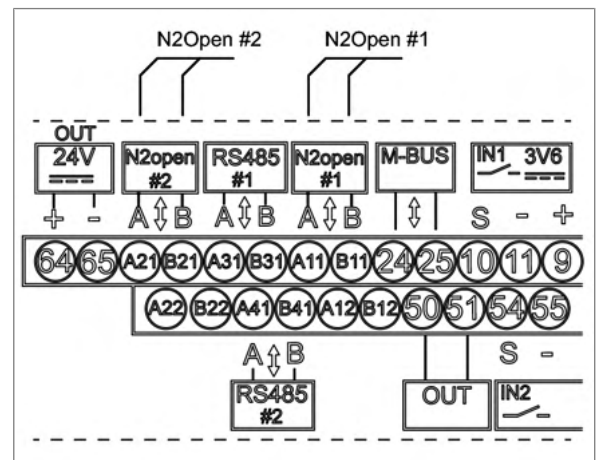 N2Open #2 N2Open #1
OUT
24V N2open #2 RS485 #1 N2open #1 M-BUS IN1 3V6
+ - A B A B A B S - +
64 65 A21 B21 A31 B31 A11 B11 24 25 10 11 9
A22 B22 A41 B41 A12 B12 50 51 54 55
A B S -
RS485 #2 OUT IN2